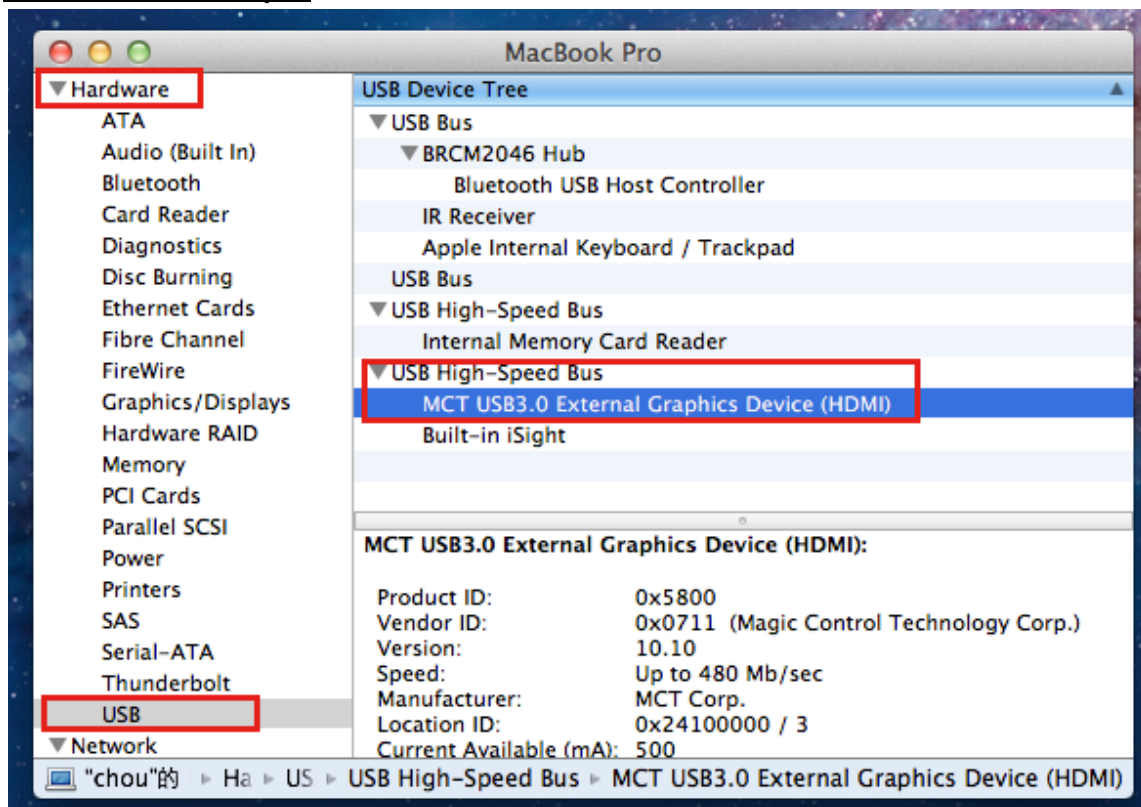 MacBook Pro
Hardware
ATA
Audio (Built In)
Bluetooth
Card Reader
Diagnostics
Disc Burning
Ethernet Cards
Fibre Channel
FireWire
Graphics/Displays
Hardware RAID
Memory
PCI Cards
Parallel SCSI
Power
Printers
SAS
Serial-ATA
Thunderbolt
USB
Network
USB Device Tree
USB Bus
BRCM2046 Hub
Bluetooth USB Host Controller
IR Receiver
Apple Internal Keyboard / Trackpad
USB Bus
USB High-Speed Bus
Internal Memory Card Reader
USB High-Speed Bus
MCT USB3.0 External Graphics Device (HDMI)
Built-in iSight
MCT USB3.0 External Graphics Device (HDMI):
Product ID: 0x5800
Vendor ID: 0x0711 (Magic Control Technology Corp.)
Version: 10.10
Speed: Up to 480 Mb/sec
Manufacturer: MCT Corp.
Location ID: 0x24100000 / 3
Current Available (mA): 500
"chou"的 ▸ Ha ▸ US ▸ USB High-Speed Bus ▸ MCT USB3.0 External Graphics Device (HDMI)